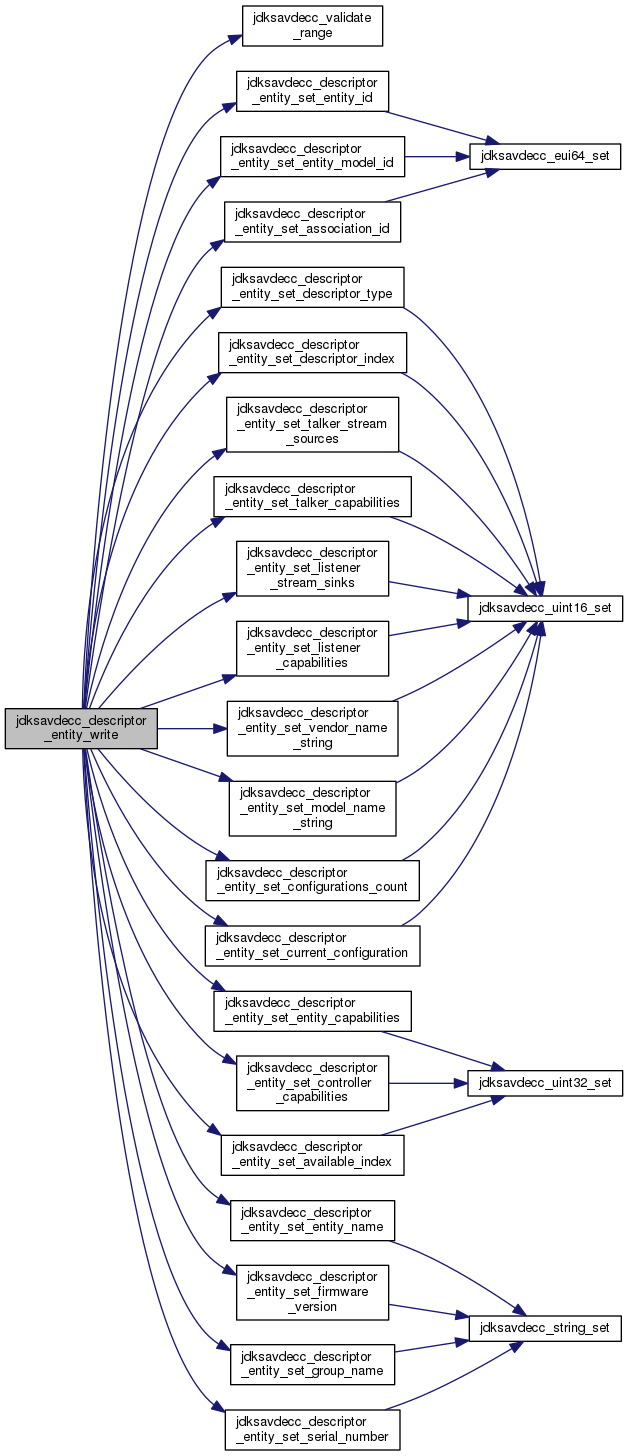 jdksavdecc_validate
_range
jdksavdecc_descriptor
_entity_set_entity_id
jdksavdecc_descriptor
_entity_set_entity_model_id
jdksavdecc_eui64_set
jdksavdecc_descriptor
_entity_set_association_id
jdksavdecc_descriptor
_entity_set_descriptor_type
jdksavdecc_descriptor
_entity_set_descriptor_index
jdksavdecc_descriptor
_entity_set_talker_stream
_sources
jdksavdecc_descriptor
_entity_set_talker_capabilities
jdksavdecc_descriptor
_entity_set_listener
_stream_sinks
jdksavdecc_uint16_set
jdksavdecc_descriptor
_entity_set_listener
_capabilities
jdksavdecc_descriptor
_entity_write
jdksavdecc_descriptor
_entity_set_vendor_name
_string
jdksavdecc_descriptor
_entity_set_model_name
_string
jdksavdecc_descriptor
_entity_set_configurations_count
jdksavdecc_descriptor
_entity_set_current_configuration
jdksavdecc_descriptor
_entity_set_entity_capabilities
jdksavdecc_descriptor
_entity_set_controller
_capabilities
jdksavdecc_uint32_set
jdksavdecc_descriptor
_entity_set_available_index
jdksavdecc_descriptor
_entity_set_entity_name
jdksavdecc_descriptor
_entity_set_firmware
_version
jdksavdecc_string_set
jdksavdecc_descriptor
_entity_set_group_name
jdksavdecc_descriptor
_entity_set_serial_number